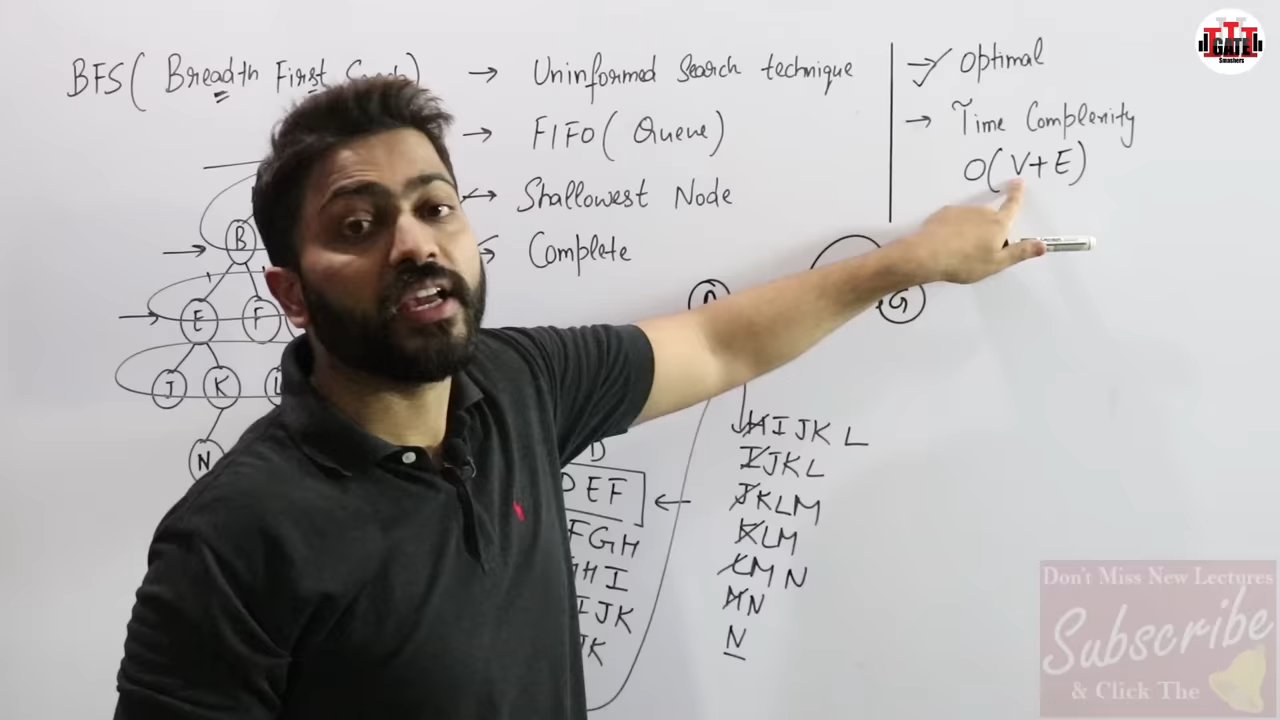 BFS ( Breadth First Search ) → Uninformed Search technique
→ FIFO ( Queue )
→ Shallowest Node
→ Complete
→ Optimal
→ Time Complexity
O(V+E)
B
E F
J K L
N
G
D
D E F
F G H
G H I
I J K
J K
H I J K L
I J K L
J K L M
K L M
L M N
M N
N
GATE
Smashers
Don't Miss New Lectures
Subscribe
& Click The